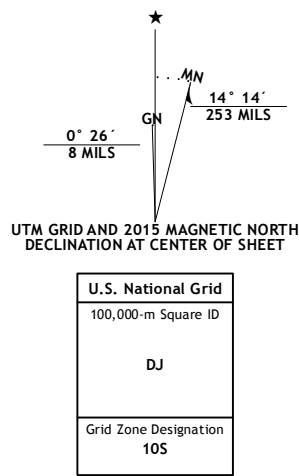 ★
MN
GN
14° 14´
253 MILS
0° 26´
8 MILS
UTM GRID AND 2015 MAGNETIC NORTH
DECLINATION AT CENTER OF SHEET
U.S. National Grid
100,000-m Square ID
DJ
Grid Zone Designation
10S